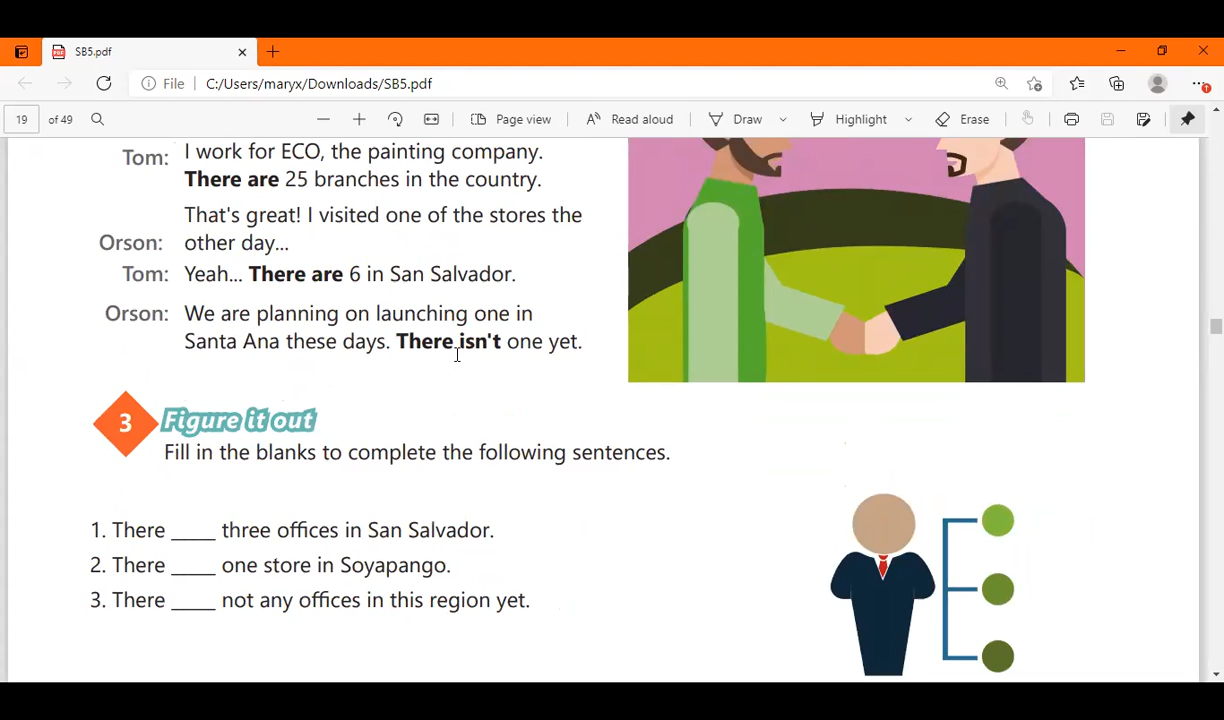 SB5.pdf
File
C:/Users/maryx/Downloads/SB5.pdf
19 of 49
Page view
Read aloud
Draw
Highlight
Erase
Tom: I work for ECO, the painting company.
There are 25 branches in the country.
That's great! I visited one of the stores the
Orson: other day...
Tom: Yeah... There are 6 in San Salvador.
Orson: We are planning on launching one in
Santa Ana these days. There isn't one yet.
3 Figure it out
Fill in the blanks to complete the following sentences.
1. There _____ three offices in San Salvador.
2. There _____ one store in Soyapango.
3. There _____ not any offices in this region yet.